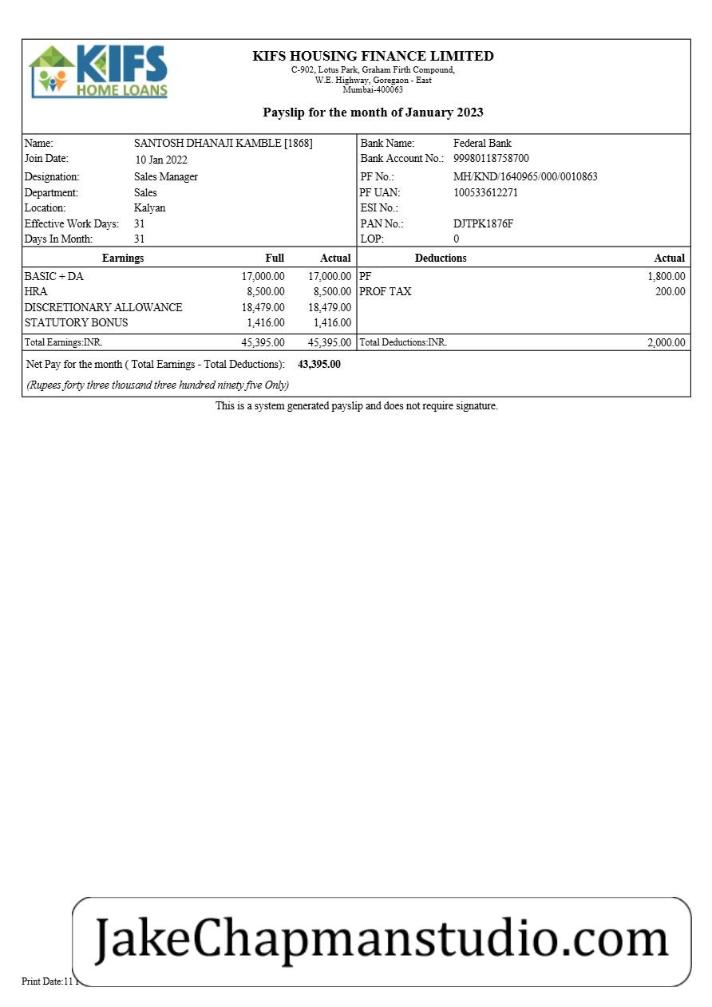 KIFS
HOME LOANS
KIFS HOUSING FINANCE LIMITED
C-902, Lotus Park, Graham Firth Compound,
W.E. Highway, Goregaon - East
Mumbai-400063
Payslip for the month of January 2023
Name: SANTOSH DHANAJI KAMBLE [1868] Bank Name: Federal Bank
Join Date: 10 Jan 2022 Bank Account No.: 99980118758700
Designation: Sales Manager PF No.: MH/KND/1640965/000/0010863
Department: Sales PF UAN: 100533612271
Location: Kalyan ESI No.:
Effective Work Days: 31 PAN No.: DJTPK1876F
Days In Month: 31 LOP: 0
Earnings Full Actual Deductions Actual
BASIC + DA 17,000.00 17,000.00 PF 1,800.00
HRA 8,500.00 8,500.00 PROF TAX 200.00
DISCRETIONARY ALLOWANCE 18,479.00 18,479.00
STATUTORY BONUS 1,416.00 1,416.00
Total Earnings:INR. 45,395.00 45,395.00 Total Deductions:INR. 2,000.00
Net Pay for the month ( Total Earnings - Total Deductions): 43,395.00
(Rupees forty three thousand three hundred ninety five Only)
This is a system generated payslip and does not require signature.
JakeChapmanstudio.com
Print Date:11